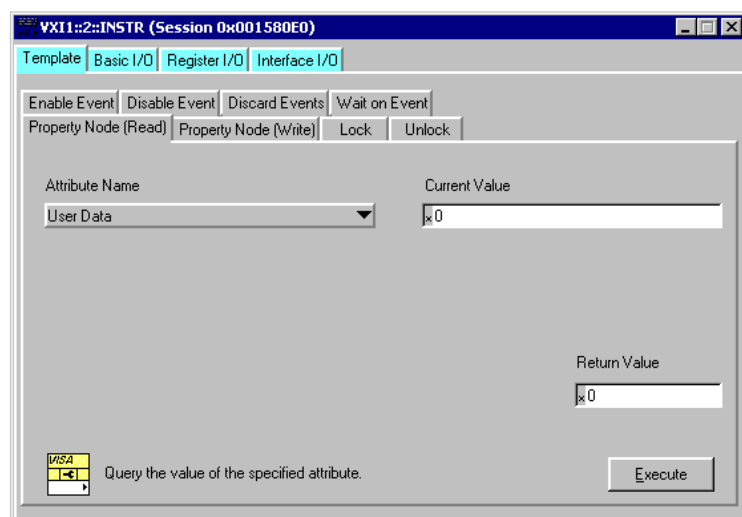 VXI1::2::INSTR (Session 0x001580E0)
Template Basic I/O Register I/O Interface I/O
Enable Event Disable Event Discard Events Wait on Event
Property Node (Read) Property Node (Write) Lock Unlock
Attribute Name Current Value
User Data x0
Return Value
x0
VISA
Query the value of the specified attribute. Execute